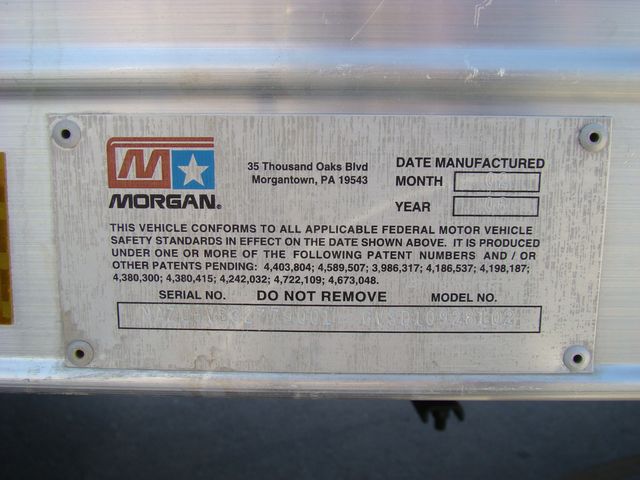 M
MORGAN®
35 Thousand Oaks Blvd
Morgantown, PA 19543
DATE MANUFACTURED
MONTH
YEAR
THIS VEHICLE CONFORMS TO ALL APPLICABLE FEDERAL MOTOR VEHICLE
SAFETY STANDARDS IN EFFECT ON THE DATE SHOWN ABOVE. IT IS PRODUCED
UNDER ONE OR MORE OF THE FOLLOWING PATENT NUMBERS AND / OR
OTHER PATENTS PENDING: 4,403,804; 4,589,507; 3,986,317; 4,186,537; 4,198,187;
4,380,300; 4,380,415; 4,242,032; 4,722,109; 4,673,048.
SERIAL NO. DO NOT REMOVE MODEL NO.